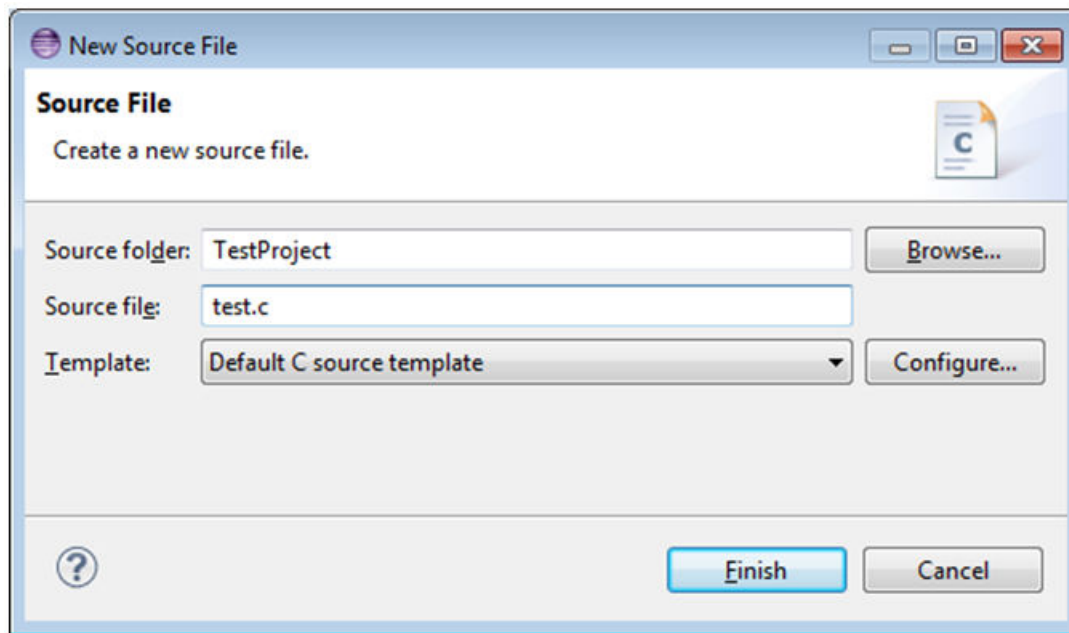 New Source File
Source File
Create a new source file.
C
Source folder: TestProject Browse...
Source file: test.c
Template: Default C source template Configure...
? Finish Cancel